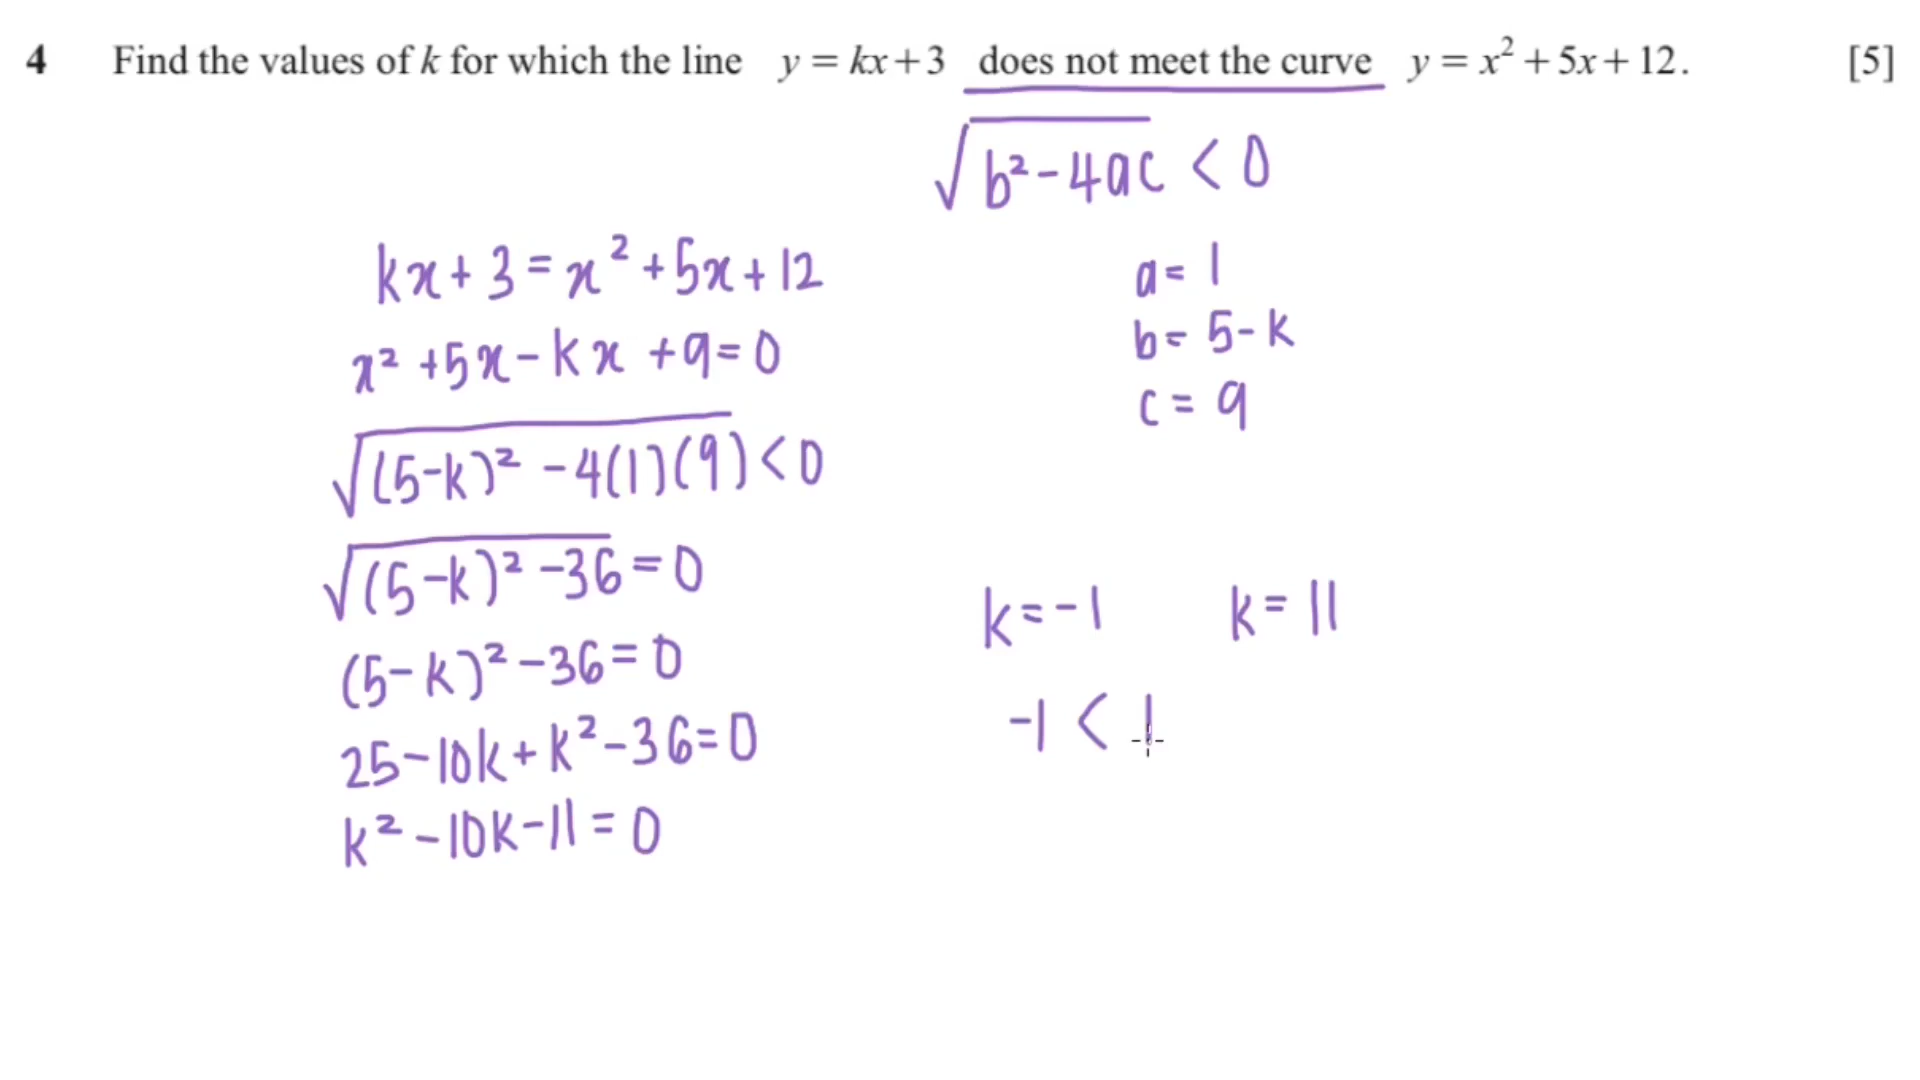 4 Find the values of k for which the line y = kx + 3 does not meet the curve y = x² + 5x + 12. [5]
√(b² - 4ac) < 0
kx + 3 = x² + 5x + 12
a = 1
x² + 5x - kx + 9 = 0
b = 5 - k
c = 9
√((5-k)² - 4(1)(9)) < 0
√((5-k)² - 36) = 0
k = -1 k = 11
(5-k)² - 36 = 0
-1 <
25 - 10k + k² - 36 = 0
k² - 10k - 11 = 0